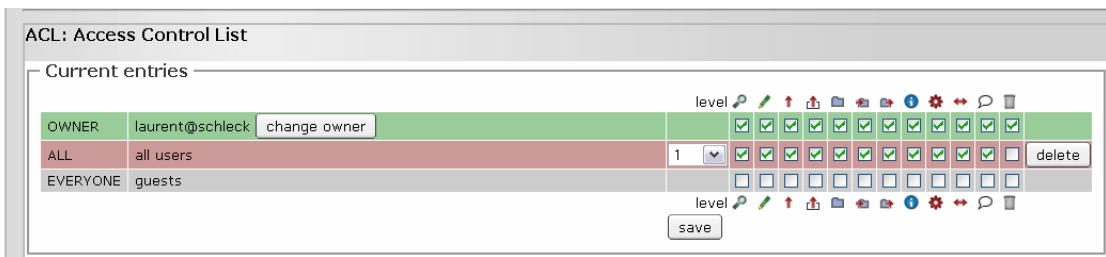 ACL: Access Control List
Current entries
level
OWNER laurent@schleck change owner
ALL all users 1 delete
EVERYONE guests
level
save